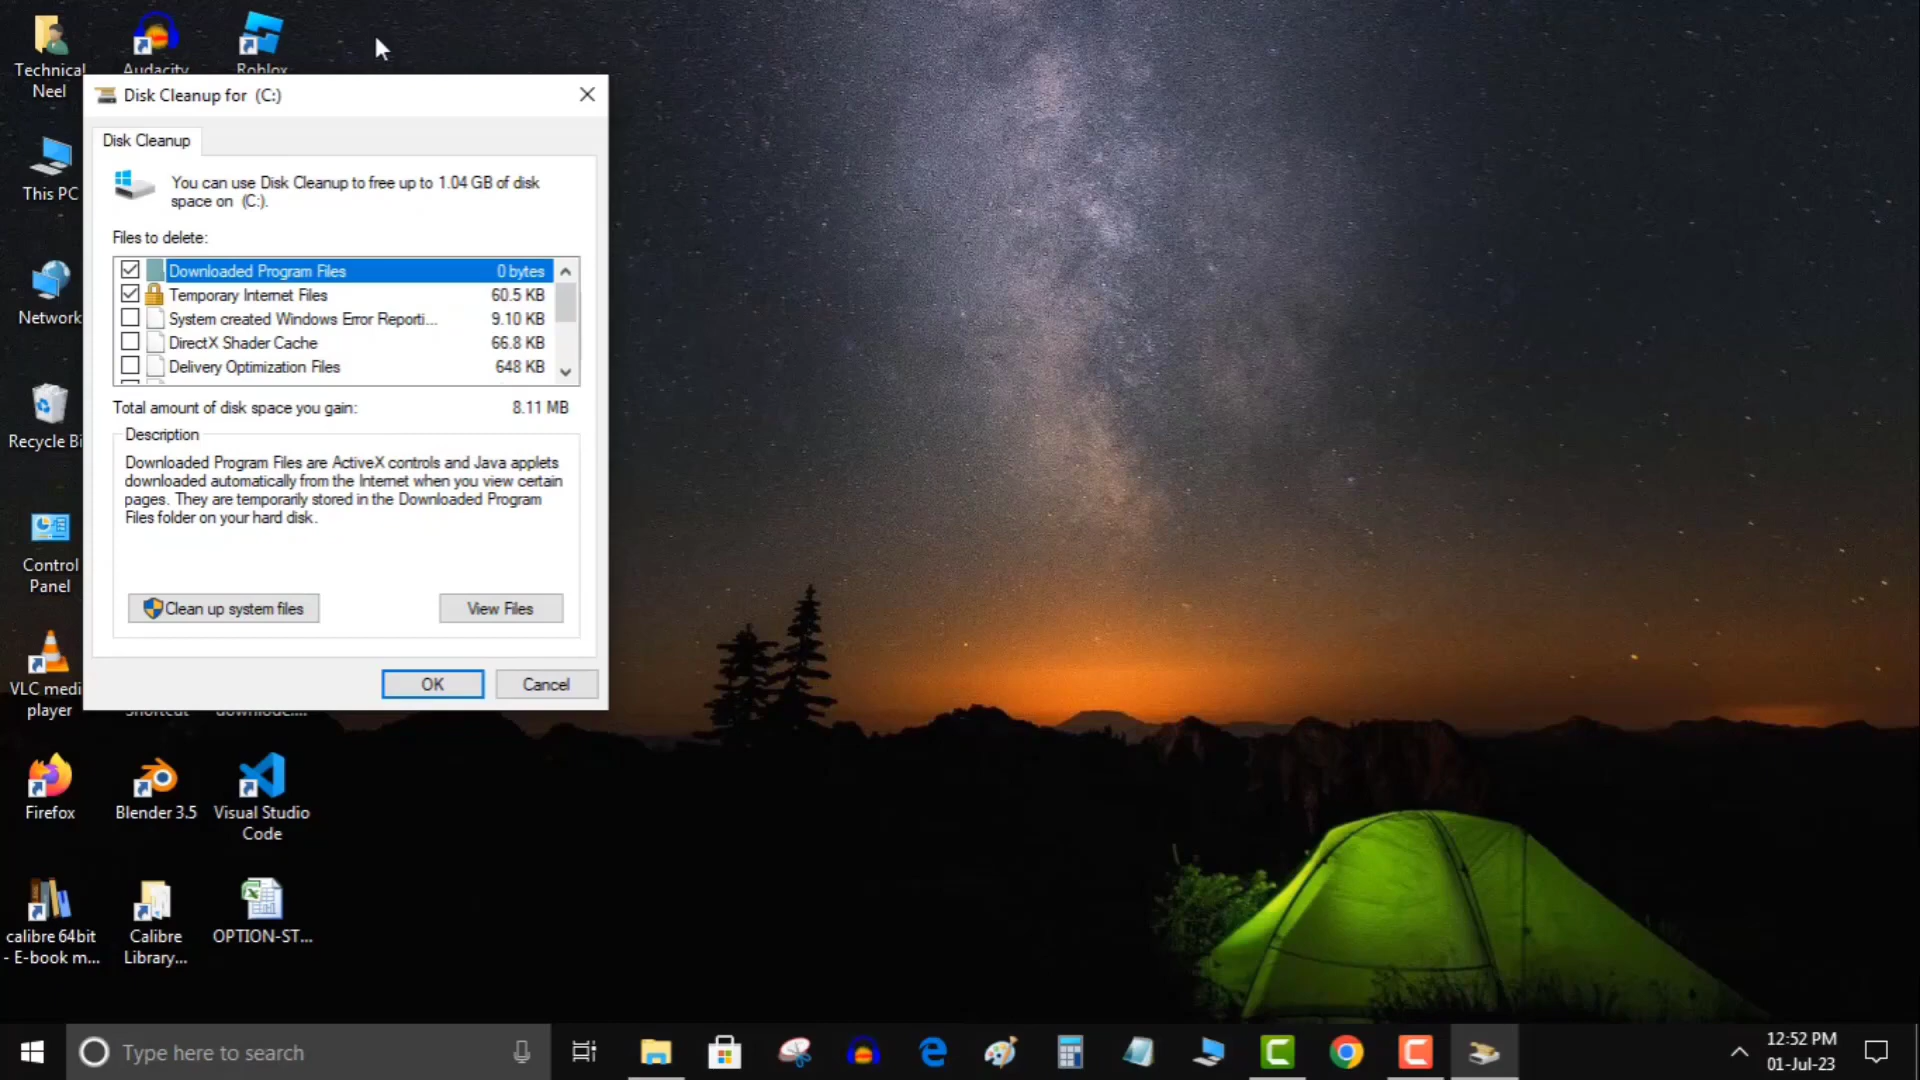 Technical
Neel
Audacity
Roblox
This PC
Network
Recycle Bi
Control
Panel
VLC medi
player
Firefox
Blender 3.5
Visual Studio
Code
calibre 64bit
- E-book m...
Calibre
Library...
OPTION-ST...
Disk Cleanup for (C:)
Disk Cleanup
You can use Disk Cleanup to free up to 1.04 GB of disk
space on (C:).
Files to delete:
Downloaded Program Files 0 bytes
Temporary Internet Files 60.5 KB
System created Windows Error Reporti... 9.10 KB
DirectX Shader Cache 66.8 KB
Delivery Optimization Files 648 KB
Total amount of disk space you gain: 8.11 MB
Description
Downloaded Program Files are ActiveX controls and Java applets
downloaded automatically from the Internet when you view certain
pages. They are temporarily stored in the Downloaded Program
Files folder on your hard disk.
Clean up system files
View Files
OK
Cancel
Type here to search
12:52 PM
01-Jul-23